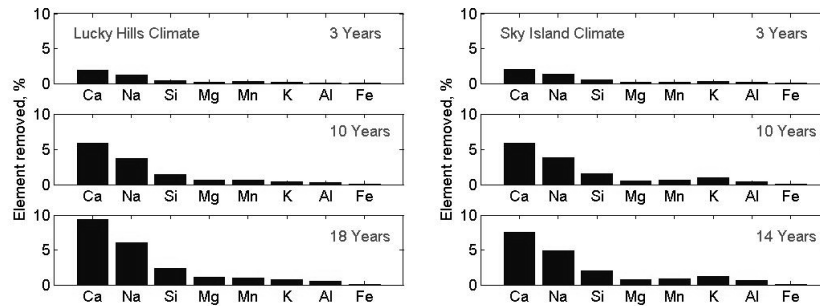 Element removed, %
10
Lucky Hills Climate 3 Years
5
0
Ca Na Si Mg Mn K Al Fe
10
10 Years
5
0
Ca Na Si Mg Mn K Al Fe
10
18 Years
5
0
Ca Na Si Mg Mn K Al Fe
Element removed, %
10
Sky Island Climate 3 Years
5
0
Ca Na Si Mg Mn K Al Fe
10
10 Years
5
0
Ca Na Si Mg Mn K Al Fe
10
14 Years
5
0
Ca Na Si Mg Mn K Al Fe